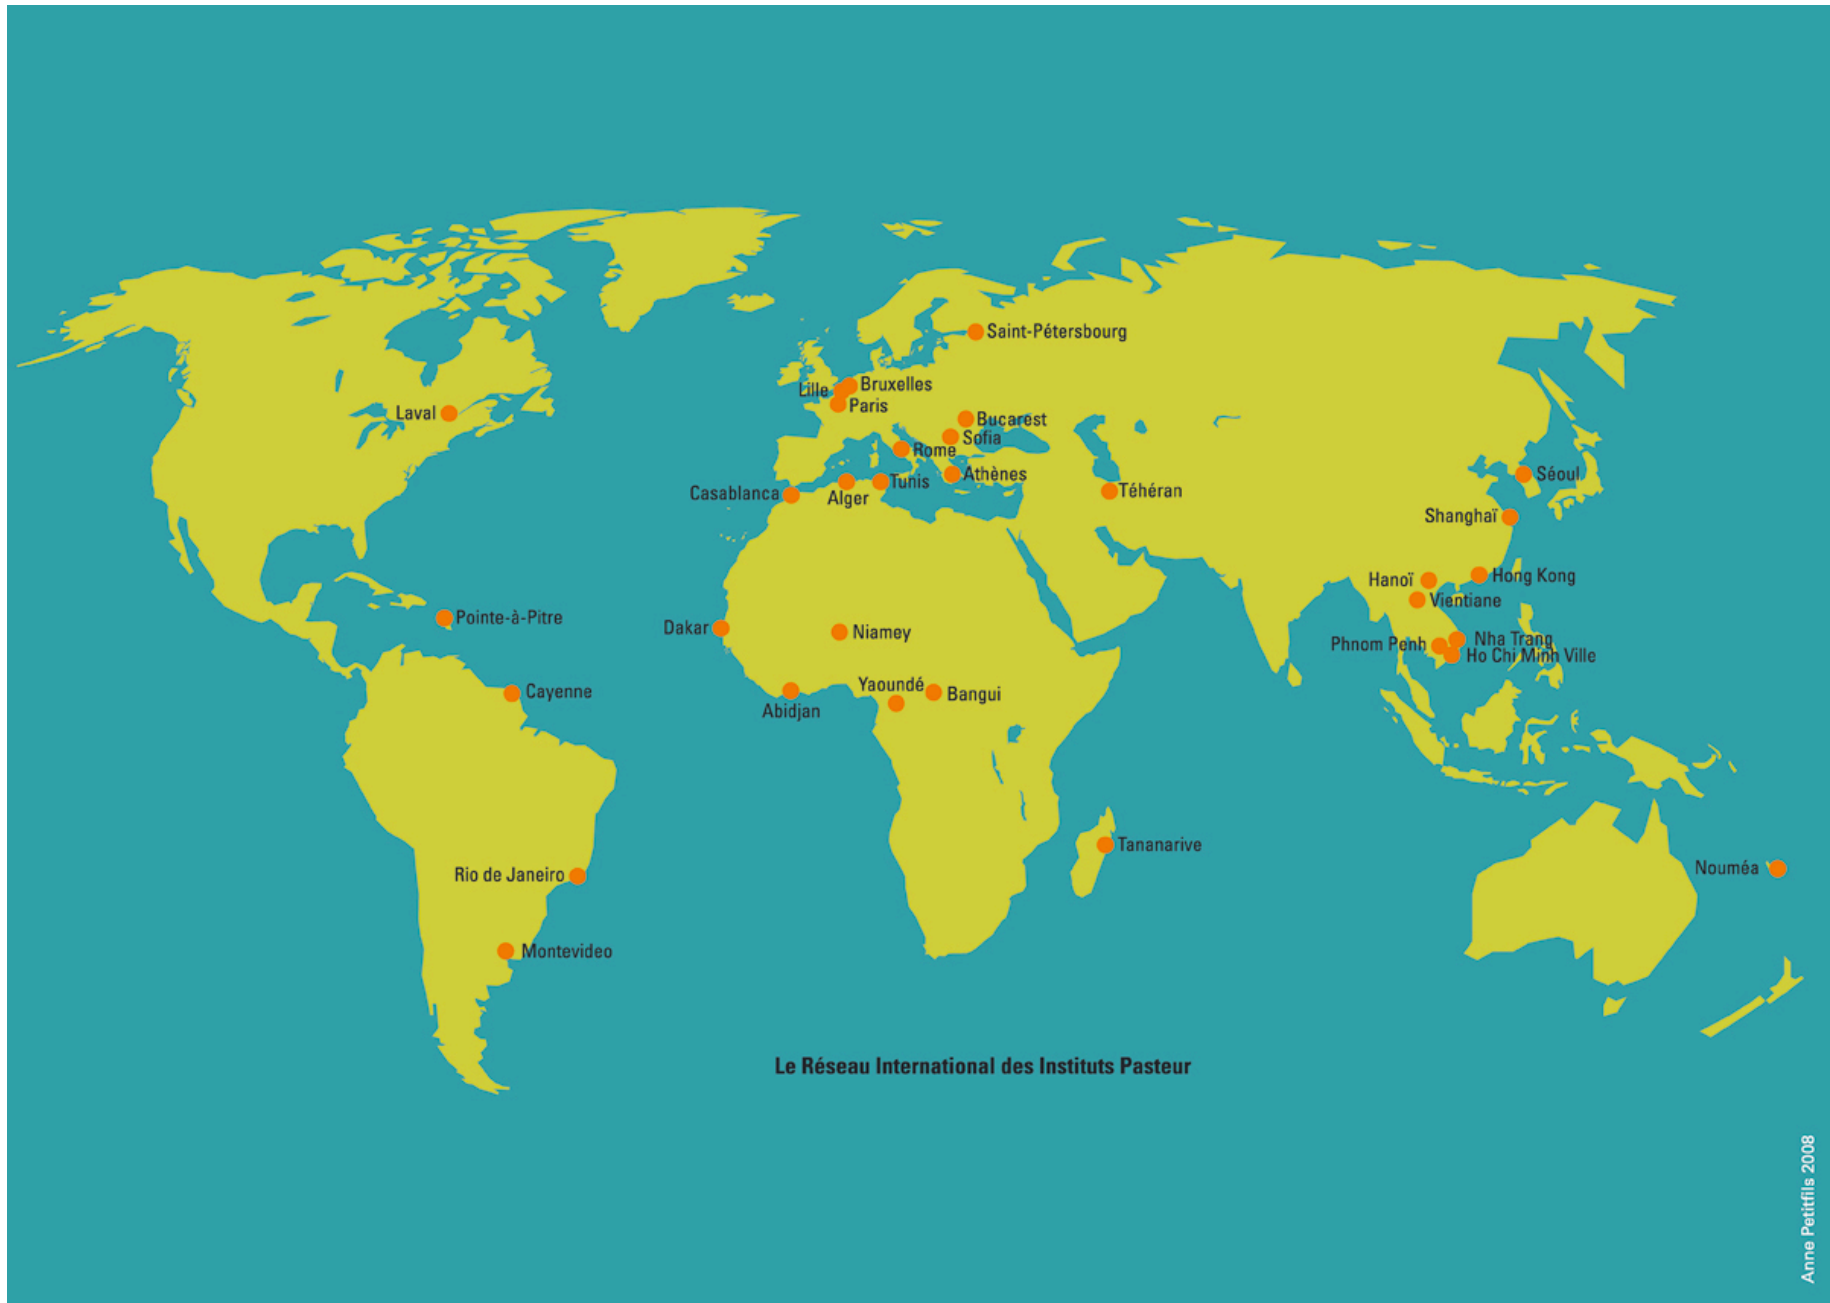 Saint-Pétersbourg
Bruxelles
Lille
Paris
Laval
Bucarest
Sofia
Rome
Athènes
Séoul
Tunis
Téhéran
Casablanca
Alger
Shanghaï
Hong Kong
Hanoï
Vientiane
Pointe-à-Pitre
Dakar
Niamey
Nha Trang
Phnom Penh
Ho Chi Minh Ville
Yaoundé
Cayenne
Bangui
Abidjan
Tananarive
Nouméa
Rio de Janeiro
Montevideo
Le Réseau International des Instituts Pasteur
Anne Petitfils 2008